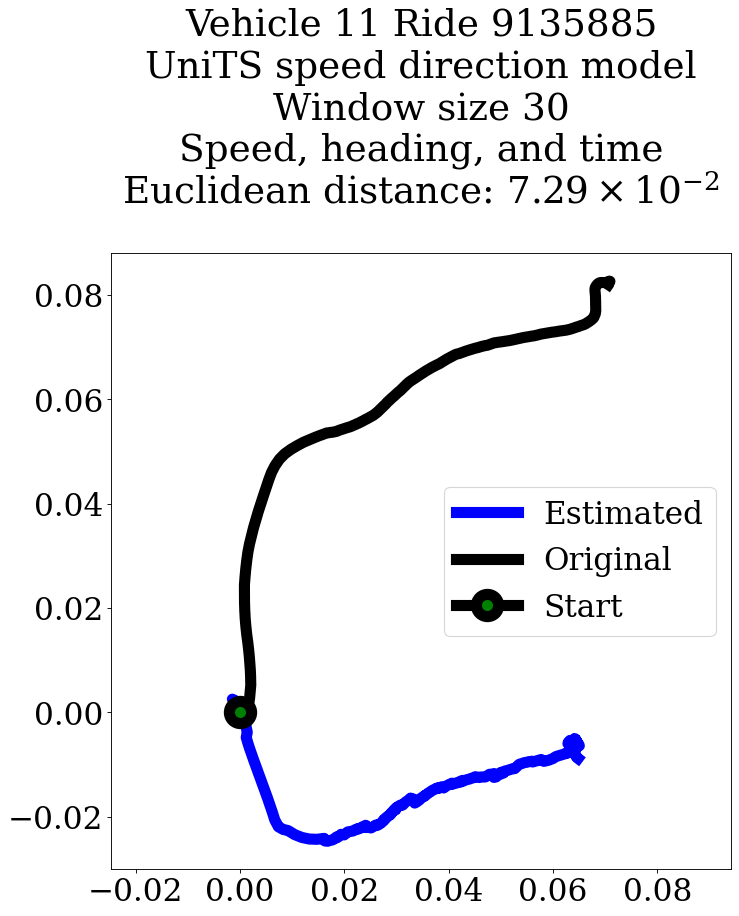 Vehicle 11 Ride 9135885
UniTS speed direction model
Window size 30
Speed, heading, and time
Euclidean distance: 7.29 × 10⁻²
0.08
0.06
0.04
0.02
0.00
−0.02
Estimated
Original
Start
−0.02 0.00 0.02 0.04 0.06 0.08